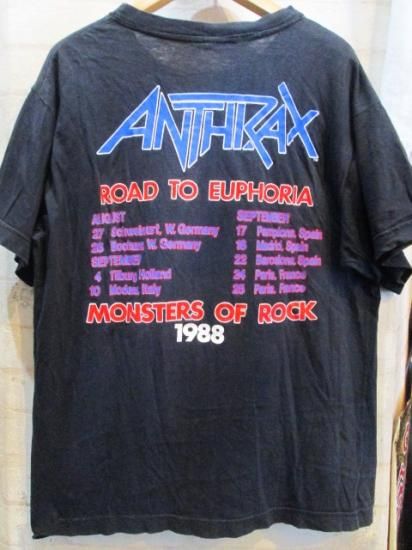 ANTHRAX
ROAD TO EUPHORIA
AUGUST
27 Schweinfurt, W. Germany
28 Bochum W. Germany
SEPTEMBER
4 Tilburg Holland
10 Modena, Italy
SEPTEMBER
17 Pamplona, Spain
18 Madrid, Spain
22 Barcelona, Spain
24 Paris, France
25 Paris, France
MONSTERS OF ROCK
1988